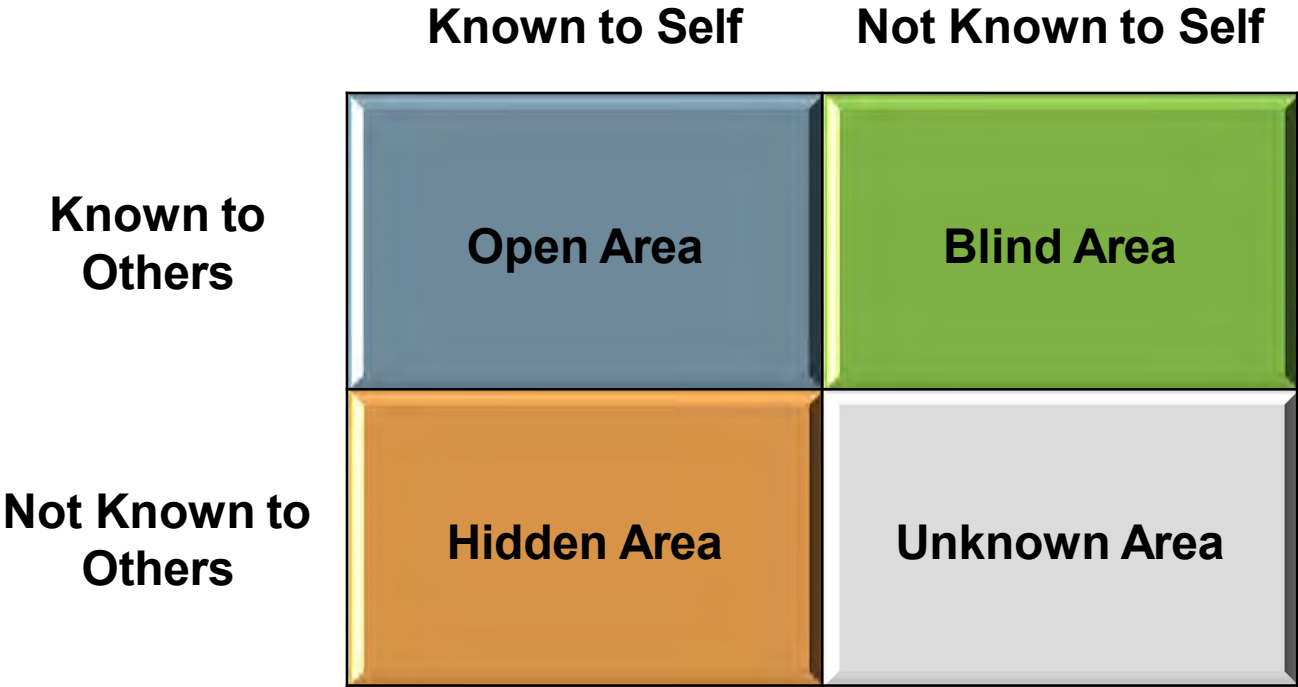 Known to Self Not Known to Self
Known to
Others
Open Area Blind Area
Not Known to
Others
Hidden Area Unknown Area